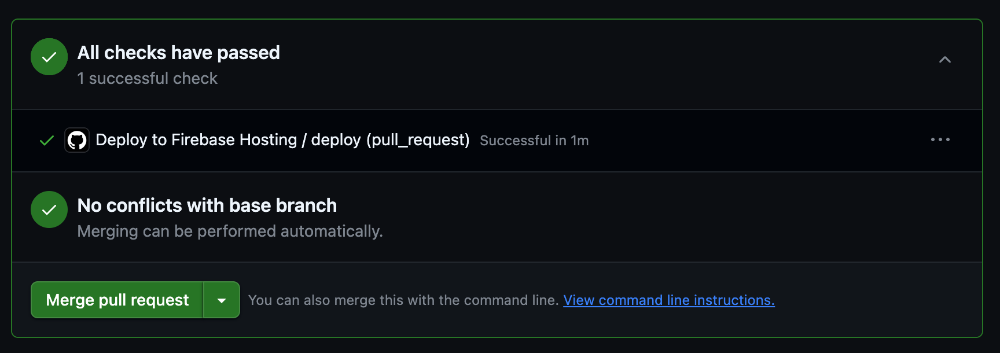 All checks have passed
1 successful check
Deploy to Firebase Hosting / deploy (pull_request) Successful in 1m
No conflicts with base branch
Merging can be performed automatically.
Merge pull request You can also merge this with the command line. View command line instructions.